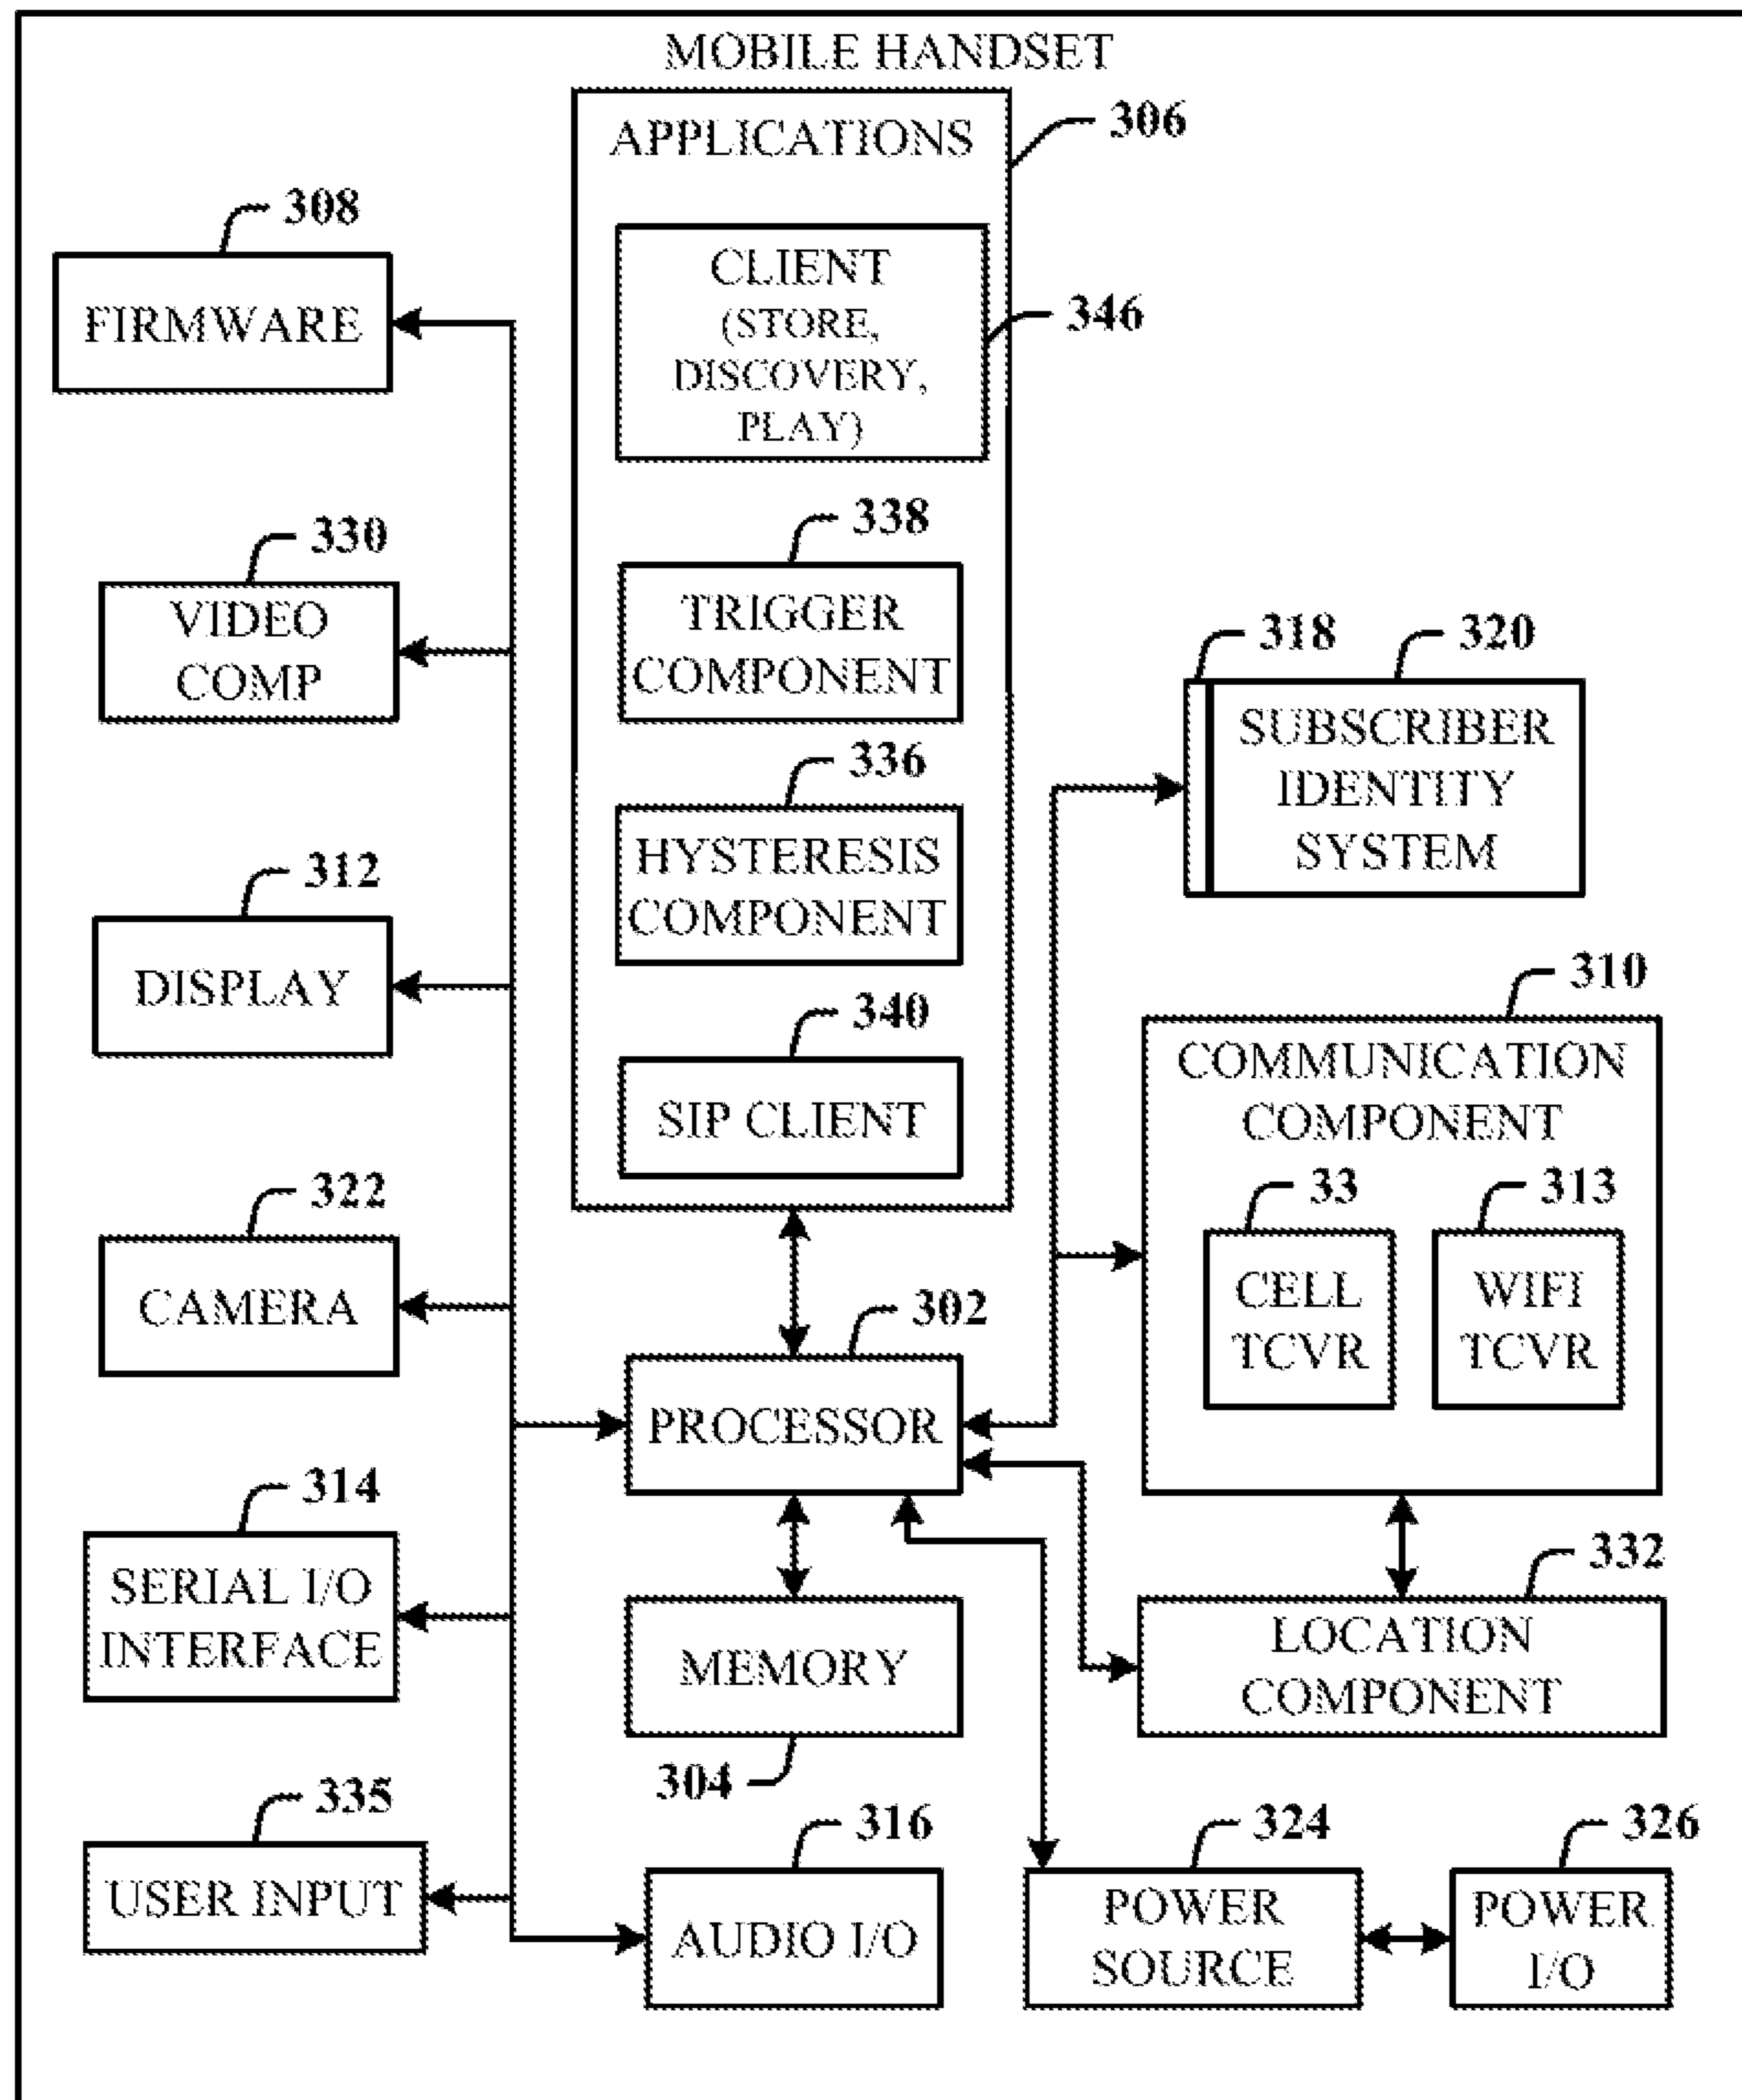 MOBILE HANDSET
APPLICATIONS
306
308
FIRMWARE
CLIENT
(STORE,
DISCOVERY,
PLAY)
346
330
VIDEO
COMP
338
TRIGGER
COMPONENT
318
320
SUBSCRIBER
IDENTITY
SYSTEM
336
HYSTERESIS
COMPONENT
312
DISPLAY
340
SIP CLIENT
310
COMMUNICATION
COMPONENT
33
CELL
TCVR
313
WIFI
TCVR
322
CAMERA
302
PROCESSOR
314
SERIAL I/O
INTERFACE
MEMORY
304
332
LOCATION
COMPONENT
335
USER INPUT
316
AUDIO I/O
324
POWER
SOURCE
326
POWER
I/O